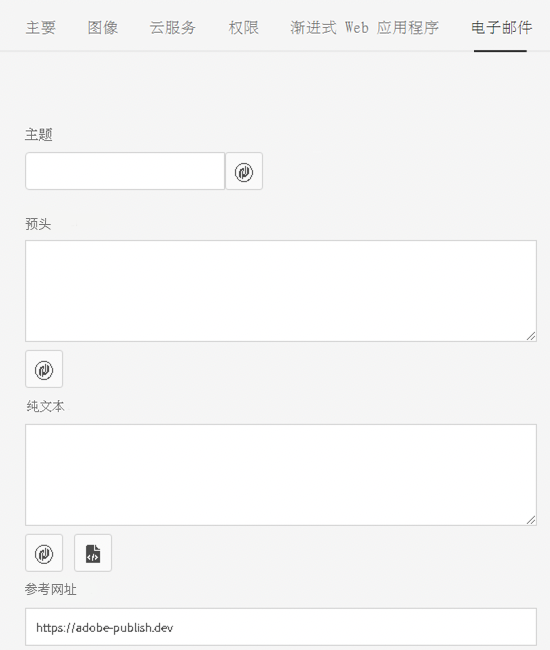 主要 图像 云服务 权限 渐进式 Web 应用程序 电子邮件
主题
预头
纯文本
参考网址
https://adobe-publish.dev